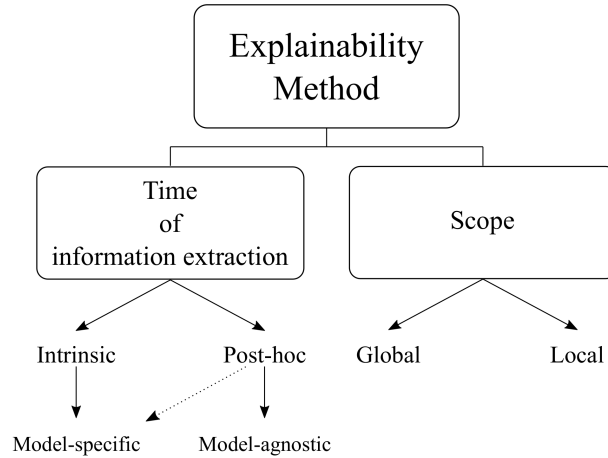 Explainability
Method
Time
of
information extraction
Scope
Intrinsic
Post-hoc
Global
Local
Model-specific
Model-agnostic